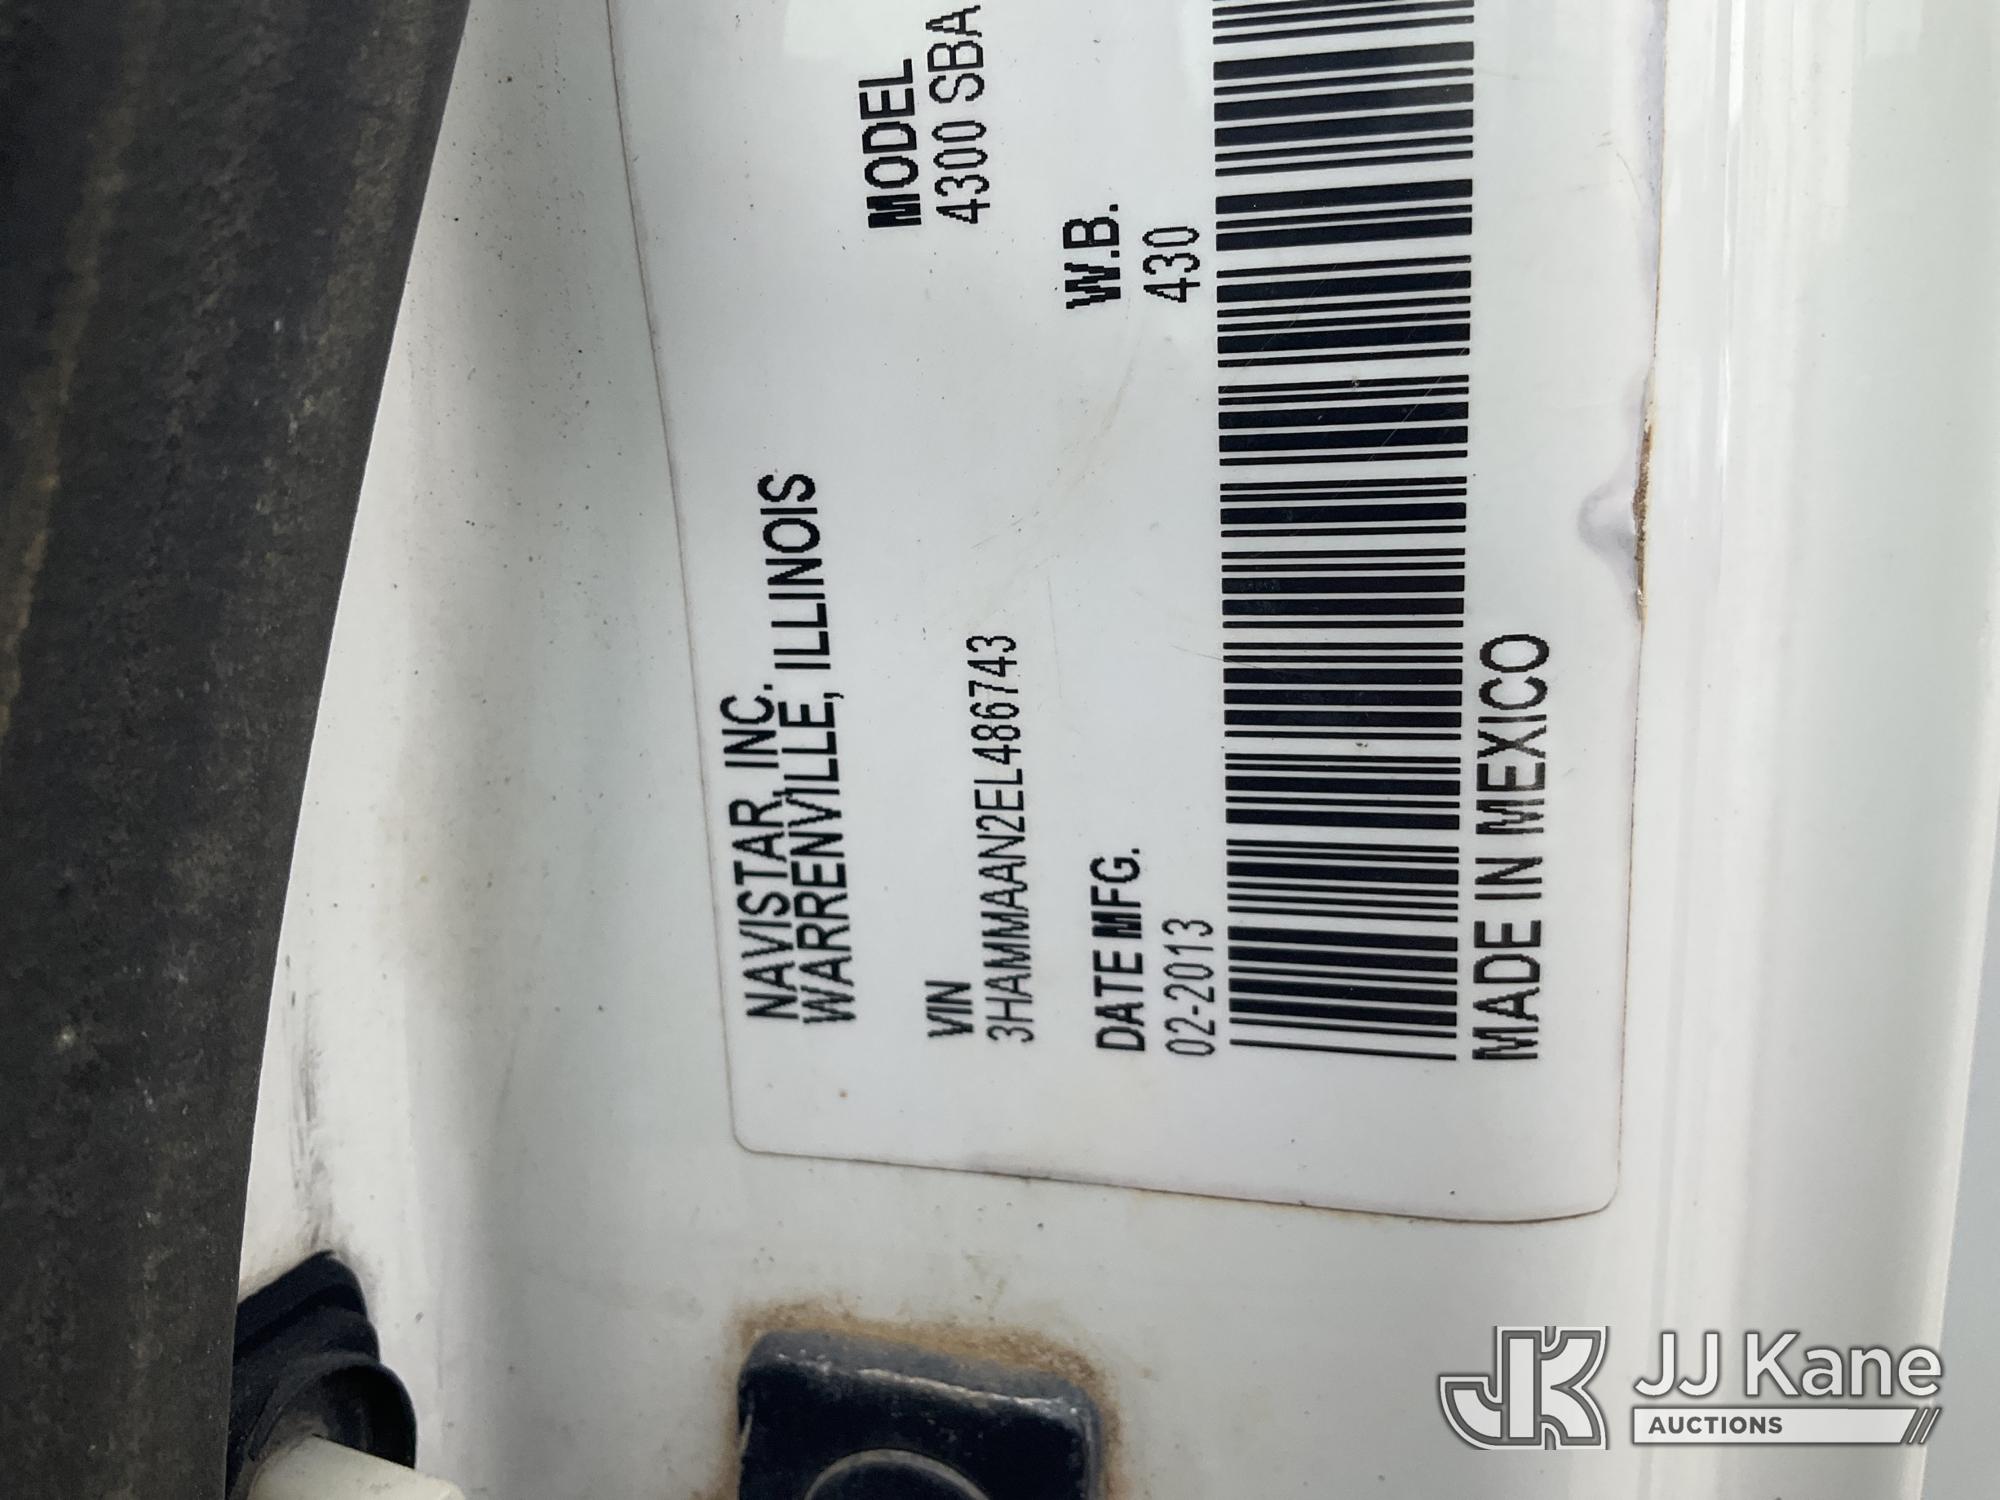 NAVISTAR, INC.
WARRENVILLE, ILLINOIS
VIN
3HAMMAAN2EL486743
MODEL
4300 SBA
DATE MFG.
02-2013
W.B.
430
MADE IN MEXICO
JK JJ Kane
AUCTIONS